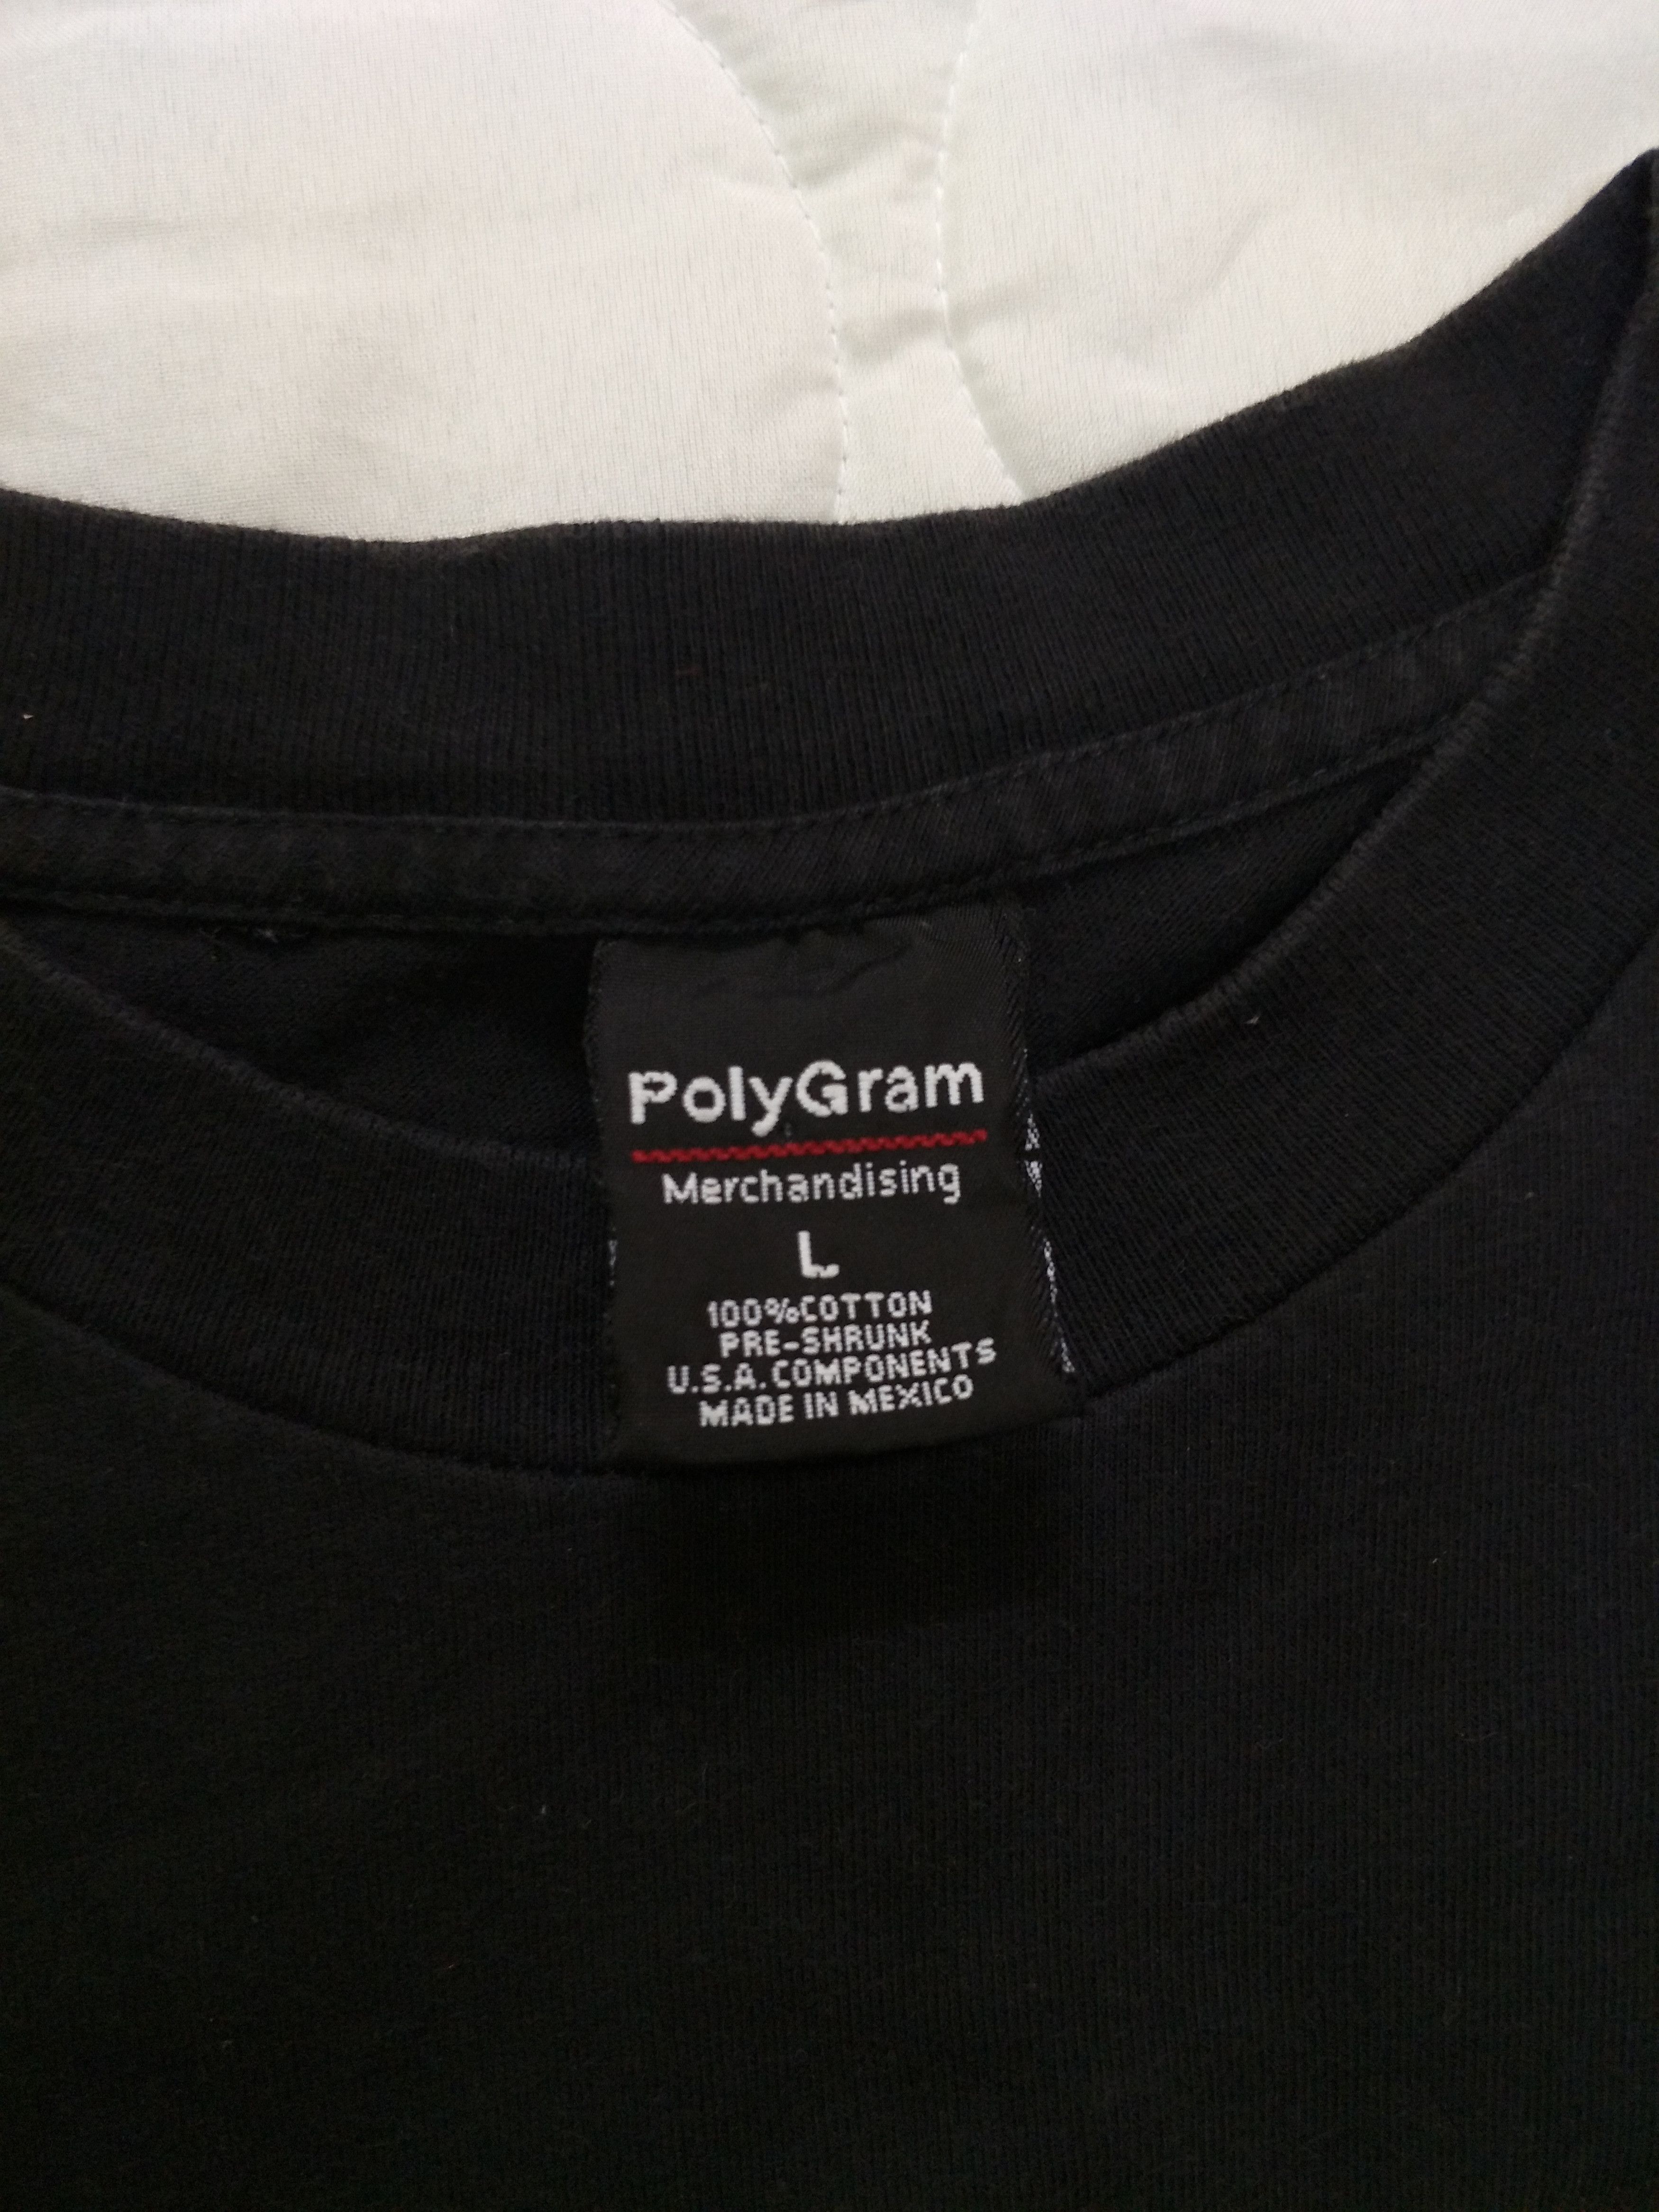 PolyGram
Merchandising
L
100%COTTON
PRE-SHRUNK
U.S.A.COMPONENTS
MADE IN MEXICO